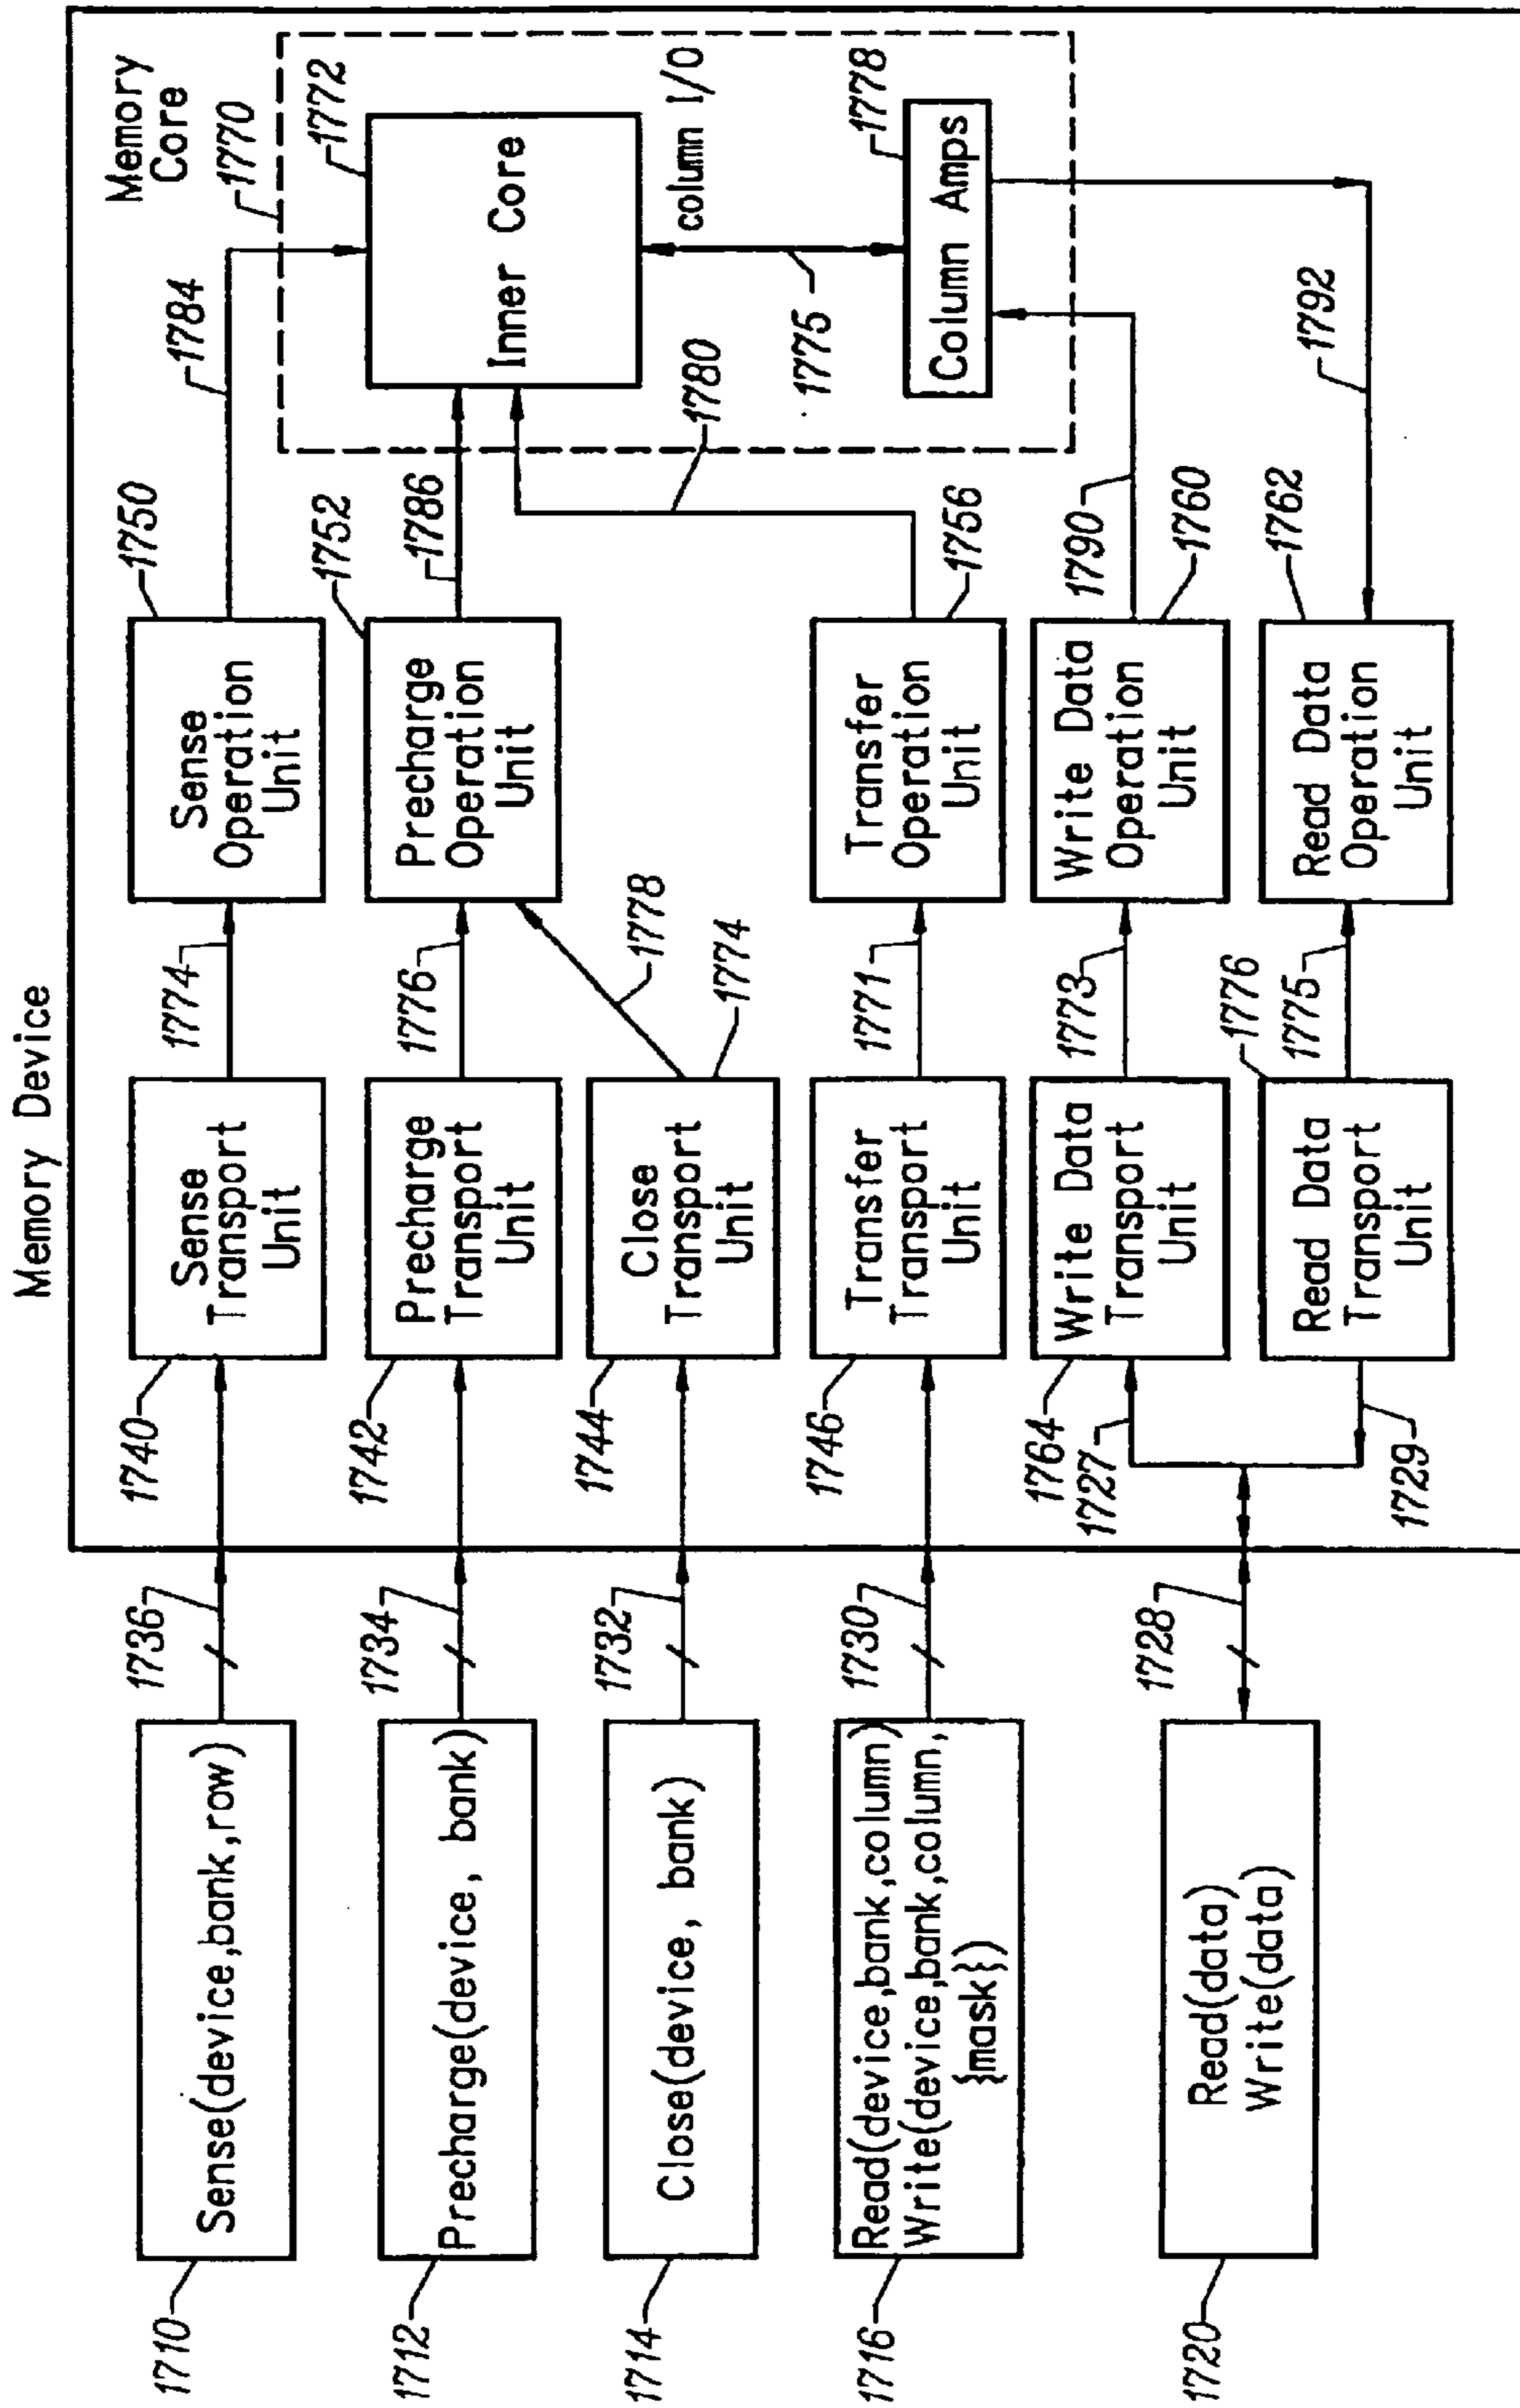 Memory Device
1710
Sense(device,bank,row)
1736
1740
Sense
Transport
Unit
1774
Sense
Operation
Unit
1750
1784
1770
Memory
Core
1712
Precharge(device, bank)
1734
1742
Precharge
Transport
Unit
1776
Precharge
Operation
Unit
1752
1786
Inner Core
1772
1714
Close(device, bank)
1732
1744
Close
Transport
Unit
1774
1778
1780
1775
column I/O
1716
Read(device,bank,column)
Write(device,bank,column,
{mask})
1730
1746
Transfer
Transport
Unit
1771
Transfer
Operation
Unit
1756
Column Amps
1778
1720
Read(data)
Write(data)
1728
1727
1764
Write Data
Transport
Unit
1773
Write Data
Operation
Unit
1760
1790
1729
Read Data
Transport
Unit
1776
1775
Read Data
Operation
Unit
1762
1792